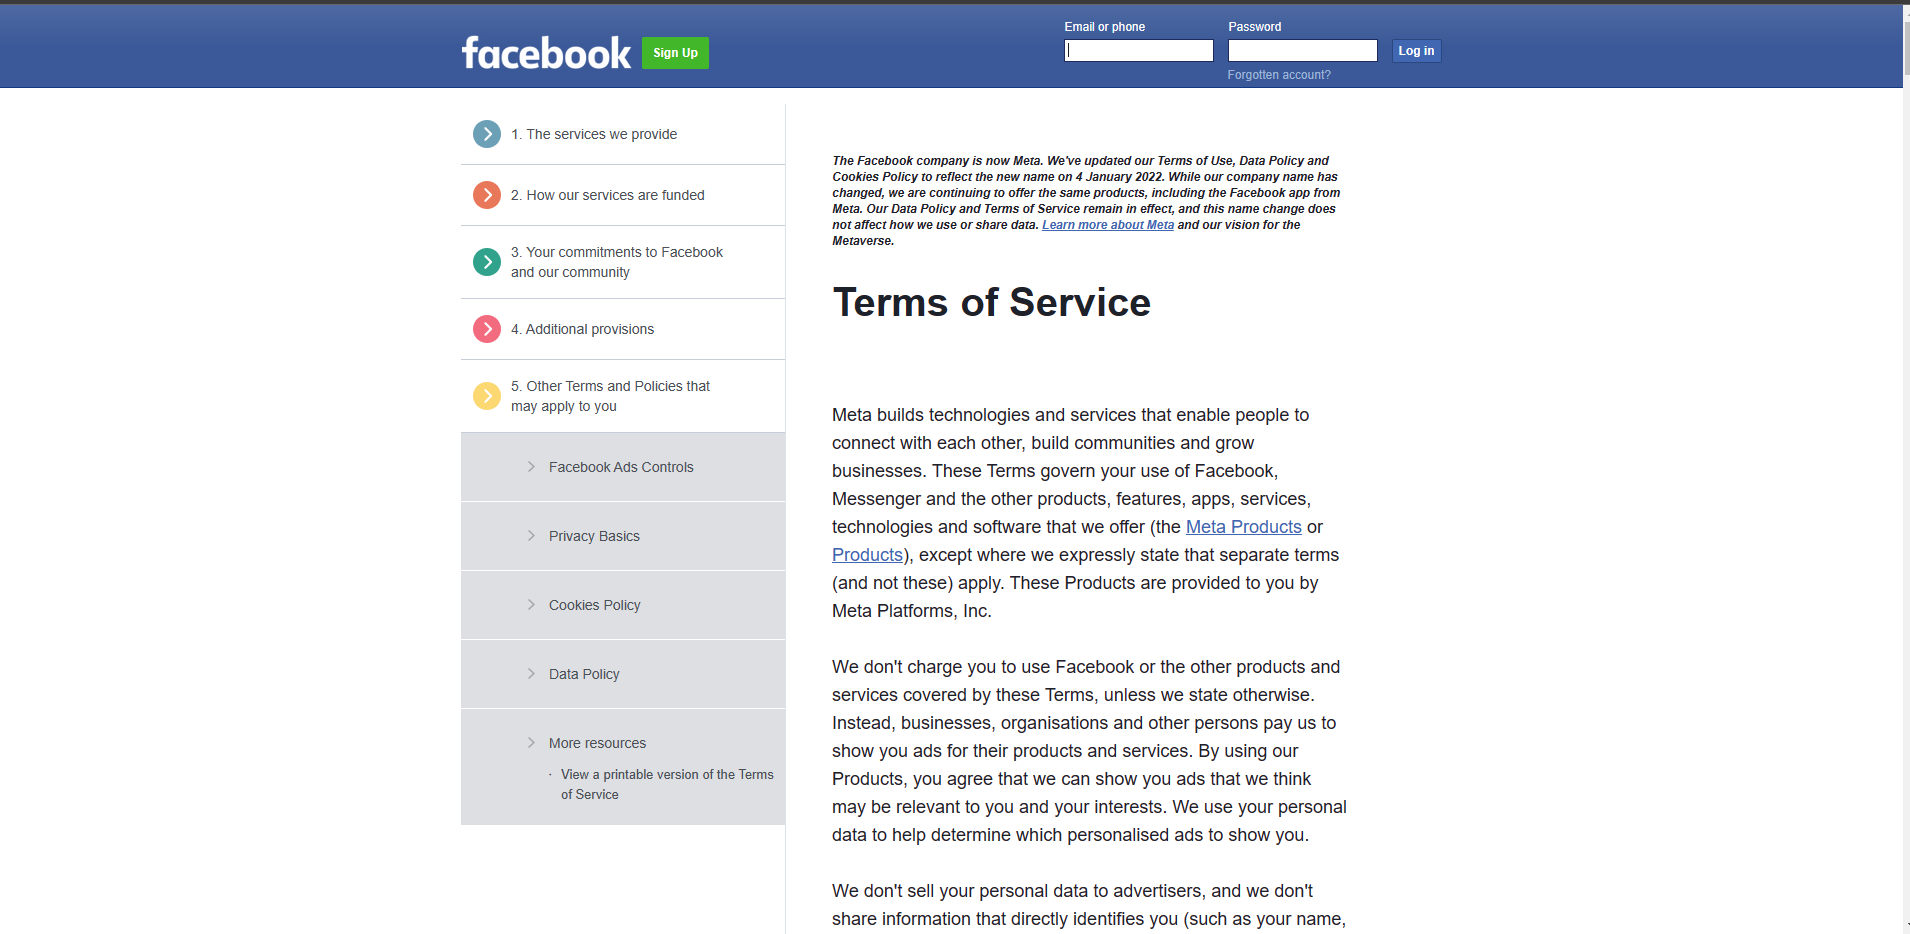 facebook
Sign Up
Email or phone
Password
Log in
Forgotten account?
1. The services we provide
2. How our services are funded
3. Your commitments to Facebook
and our community
4. Additional provisions
5. Other Terms and Policies that
may apply to you
Facebook Ads Controls
Privacy Basics
Cookies Policy
Data Policy
More resources
· View a printable version of the Terms
of Service
The Facebook company is now Meta. We've updated our Terms of Use, Data Policy and
Cookies Policy to reflect the new name on 4 January 2022. While our company name has
changed, we are continuing to offer the same products, including the Facebook app from
Meta. Our Data Policy and Terms of Service remain in effect, and this name change does
not affect how we use or share data. Learn more about Meta and our vision for the
Metaverse.
Terms of Service
Meta builds technologies and services that enable people to
connect with each other, build communities and grow
businesses. These Terms govern your use of Facebook,
Messenger and the other products, features, apps, services,
technologies and software that we offer (the Meta Products or
Products), except where we expressly state that separate terms
(and not these) apply. These Products are provided to you by
Meta Platforms, Inc.
We don't charge you to use Facebook or the other products and
services covered by these Terms, unless we state otherwise.
Instead, businesses, organisations and other persons pay us to
show you ads for their products and services. By using our
Products, you agree that we can show you ads that we think
may be relevant to you and your interests. We use your personal
data to help determine which personalised ads to show you.
We don't sell your personal data to advertisers, and we don't
share information that directly identifies you (such as your name,